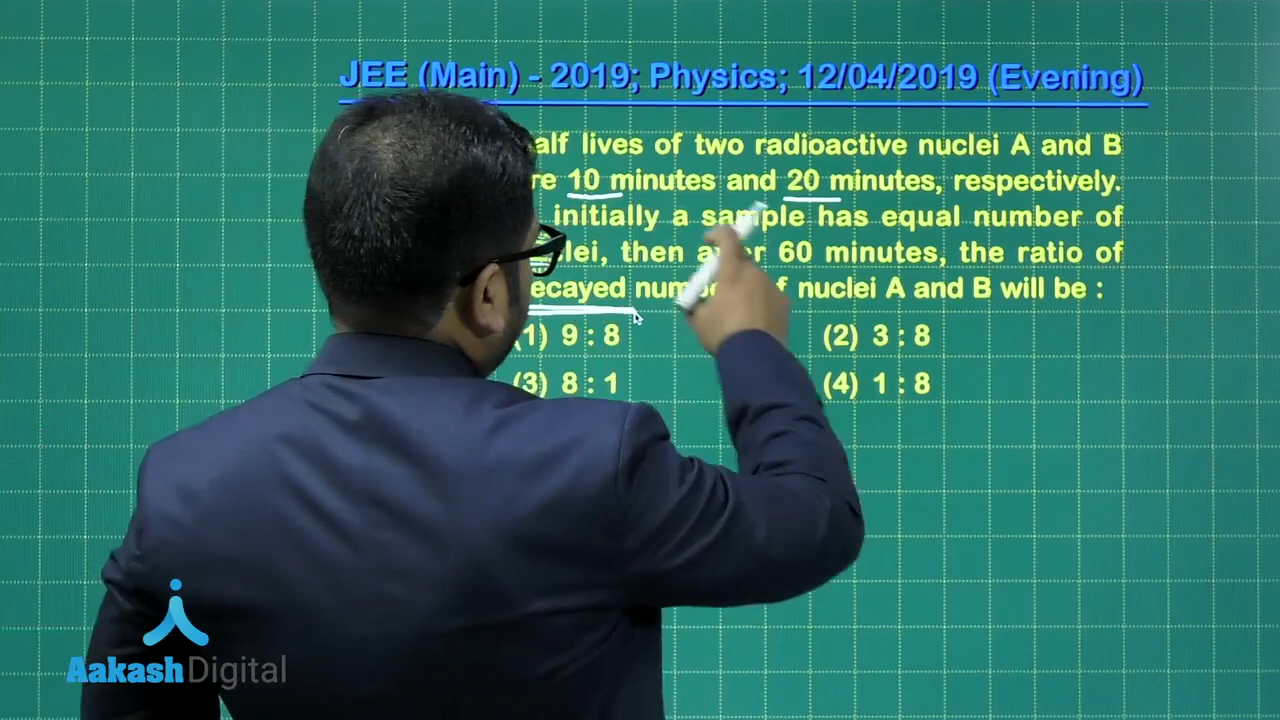 JEE (Main) - 2019; Physics; 12/04/2019 (Evening)
alf lives of two radioactive nuclei A and B
re 10 minutes and 20 minutes, respectively.
initially a sample has equal number of
clei, then after 60 minutes, the ratio of
ecayed num f nuclei A and B will be :
(1) 9 : 8 (2) 3 : 8
(3) 8 : 1 (4) 1 : 8
Aakash Digital